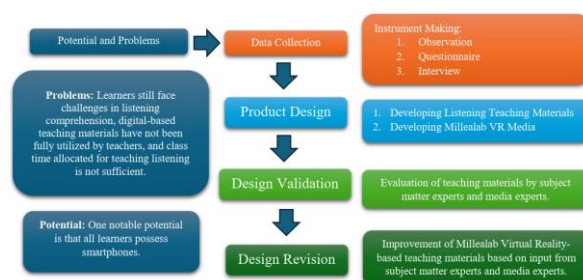 Potential and Problems
Data Collection
Instrument Making:
1. Observation
2. Questionnaire
3. Interview
Problems: Learners still face
challenges in listening
comprehension, digital-based
teaching materials have not been
fully utilized by teachers, and class
time allocated for teaching listening
is not sufficient.
Product Design
1. Developing Listening Teaching Materials
2. Developing Millealab VR Media
Design Validation
Evaluation of teaching materials by subject
matter experts and media experts.
Potential: One notable potential
is that all learners possess
smartphones.
Design Revision
Improvement of Millealab Virtual Reality-
based teaching materials based on input from
subject matter experts and media experts.